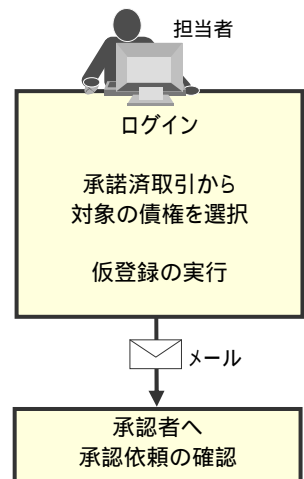 担当者
ログイン
承諾済取引から
対象の債権を選択
仮登録の実行
メール
承認者へ
承認依頼の確認